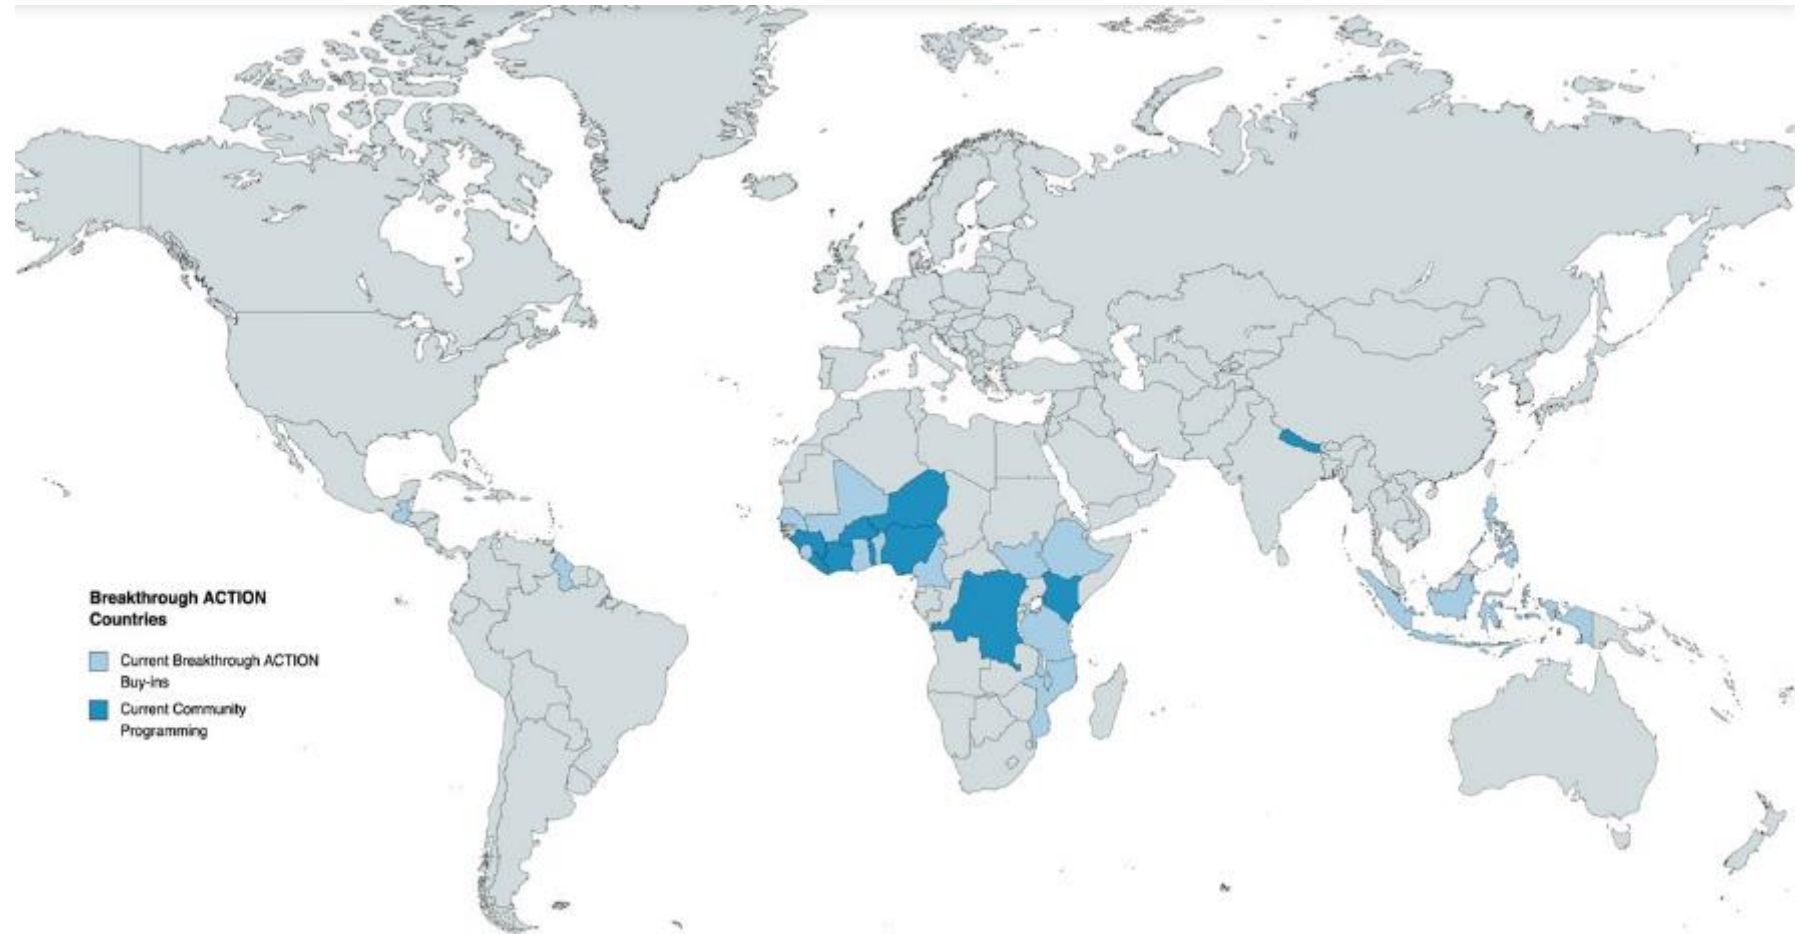 Breakthrough ACTION
Countries
Current Breakthrough ACTION
Buy-ins
Current Community
Programming